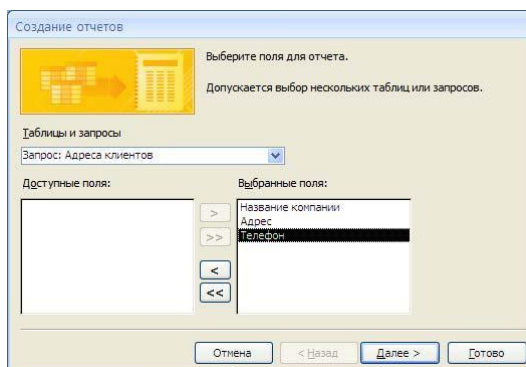 Создание отчетов
Выберите поля для отчета.
Допускается выбор нескольких таблиц или запросов.
Таблицы и запросы
Запрос: Адреса клиентов
Доступные поля:
Выбранные поля:
Название компании
Адрес
Телефон
>
>>
<
<<
Отмена
< Назад
Далее >
Готово